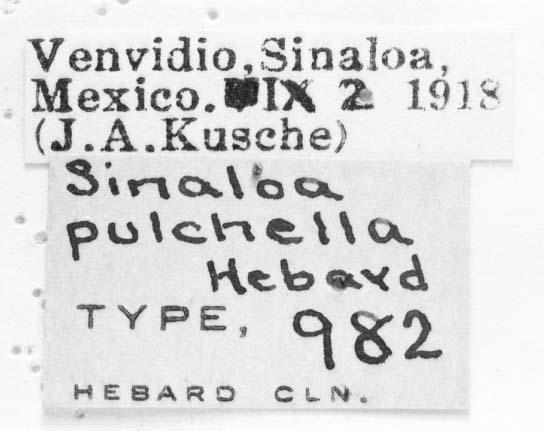 Venvidio, Sinaloa,
Mexico. IX 2 1918
(J.A.Kusche)
Sinaloa
pulchella
Hebard
TYPE, 982
HEBARD CLN.